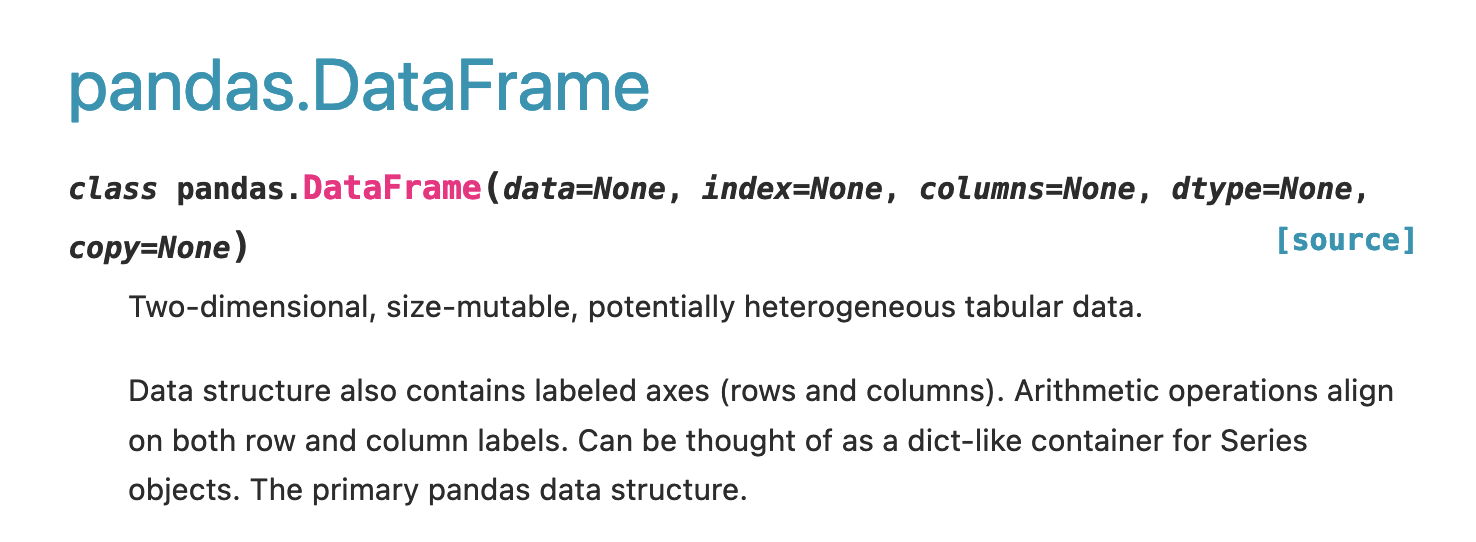 pandas.DataFrame
class pandas.DataFrame(data=None, index=None, columns=None, dtype=None,
copy=None) [source]
Two-dimensional, size-mutable, potentially heterogeneous tabular data.
Data structure also contains labeled axes (rows and columns). Arithmetic operations align
on both row and column labels. Can be thought of as a dict-like container for Series
objects. The primary pandas data structure.